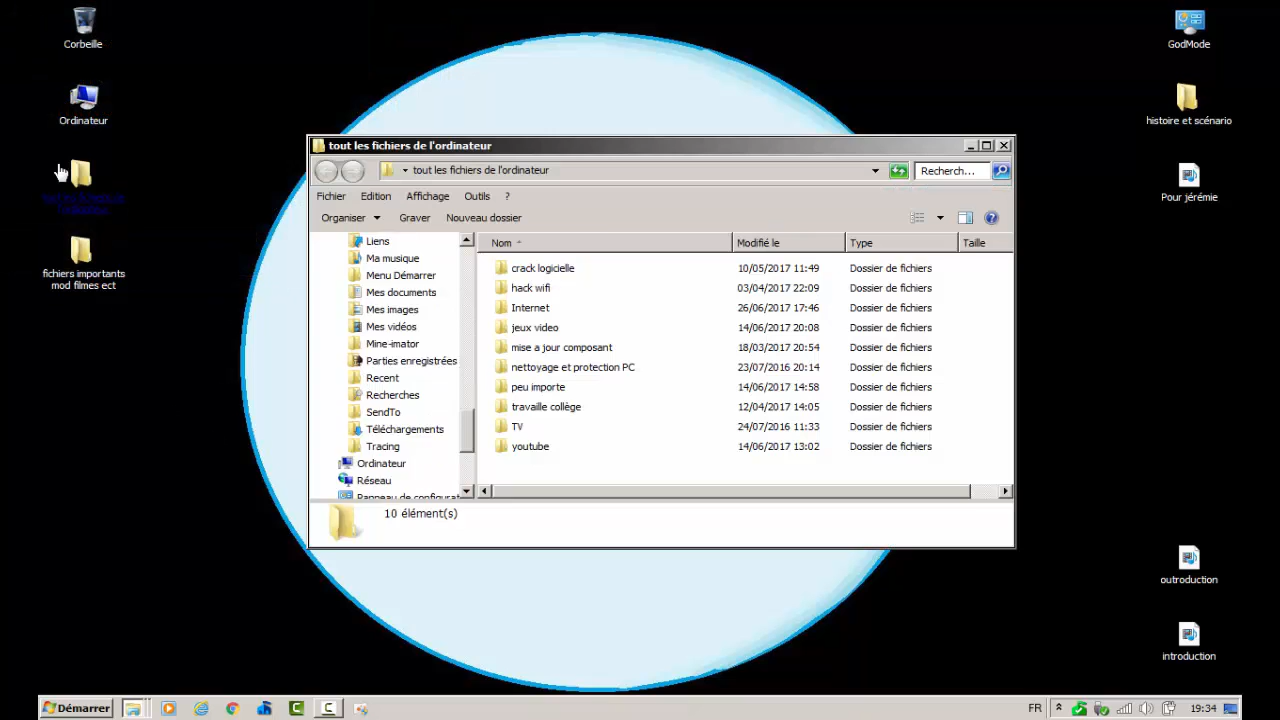 Corbeille
Ordinateur
tout les fichiers de
l'ordinateur
fichiers importants
mod filmes ect
GodMode
histoire et scénario
Pour jérémie
outroduction
introduction
tout les fichiers de l'ordinateur
tout les fichiers de l'ordinateur
Recherch...
Fichier Edition Affichage Outils ?
Organiser Graver Nouveau dossier
Liens
Ma musique
Menu Démarrer
Mes documents
Mes images
Mes vidéos
Mine-imator
Parties enregistrées
Recent
Recherches
SendTo
Téléchargements
Tracing
Ordinateur
Réseau
Panneau de configurat
Nom Modifié le Type Taille
crack logicielle 10/05/2017 11:49 Dossier de fichiers
hack wifi 03/04/2017 22:09 Dossier de fichiers
Internet 26/06/2017 17:46 Dossier de fichiers
jeux video 14/06/2017 20:08 Dossier de fichiers
mise a jour composant 18/03/2017 20:54 Dossier de fichiers
nettoyage et protection PC 23/07/2016 20:14 Dossier de fichiers
peu importe 14/06/2017 14:58 Dossier de fichiers
travaille collège 12/04/2017 14:05 Dossier de fichiers
TV 24/07/2016 11:33 Dossier de fichiers
youtube 14/06/2017 13:02 Dossier de fichiers
10 élément(s)
Démarrer
FR
19:34